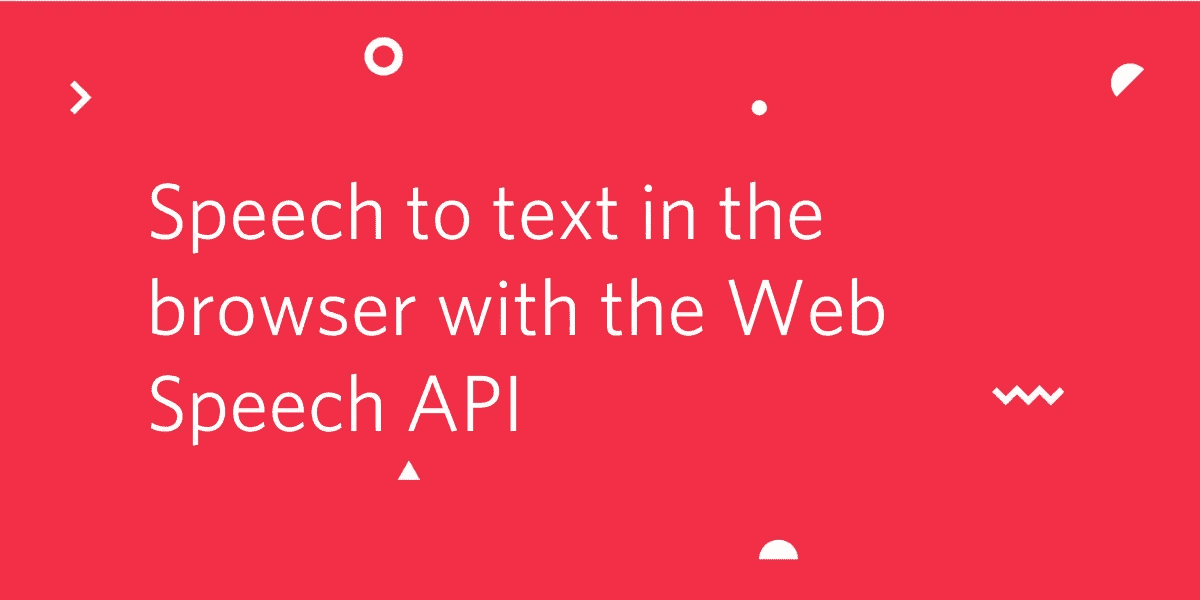 Speech to text in the
browser with the Web
Speech API